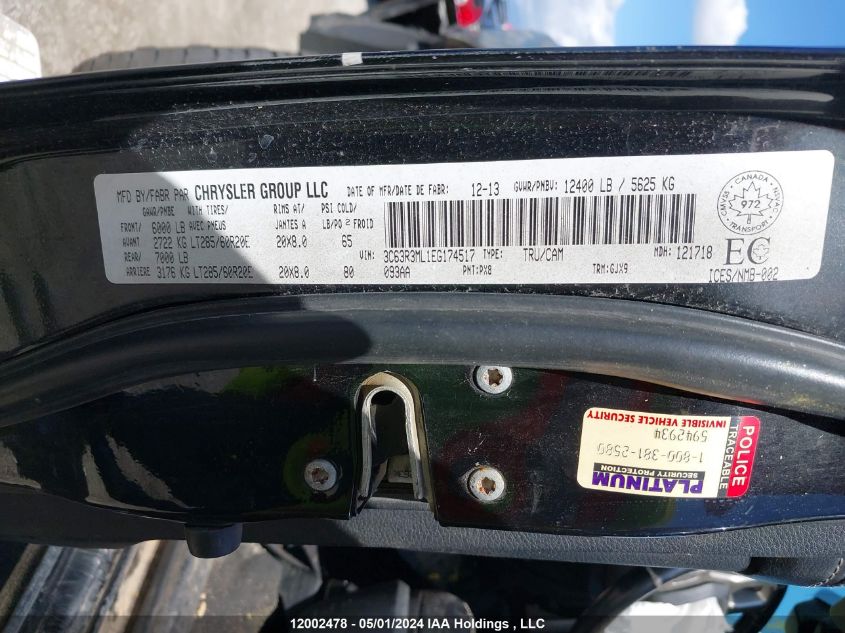 MFD BY/FABR PAR CHRYSLER GROUP LLC DATE OF MFR/DATE DE FABR: 12-13 GVWR/PNBV: 12400 LB / 5625 KG
GAWR/PNBE WITH TIRES/ RIMS AT/ PSI COLD/
FRONT/ 6000 LB AVEC PNEUS JANTES A LB/PO 2 FROID
AVANT 2722 KG LT285/60R20E 20X8.0 65
REAR/ 7000 LB
ARRIERE 3176 KG LT285/60R20E 20X8.0 80
VIN: 3C63R3ML1EG174517 TYPE: TRU/CAM MDH: 121718
093AA PNT:PX8 TRM:GJX9
CMVSS CANADA NSVAC
972
TRANSPORT
EC
ICES/NMB-002
POLICE
TRACEABLE
PLATINUM
SECURITY PROTECTION
1-800-381-2580
5942934
INVISIBLE VEHICLE SECURITY
12002478 - 05/01/2024 IAA Holdings , LLC